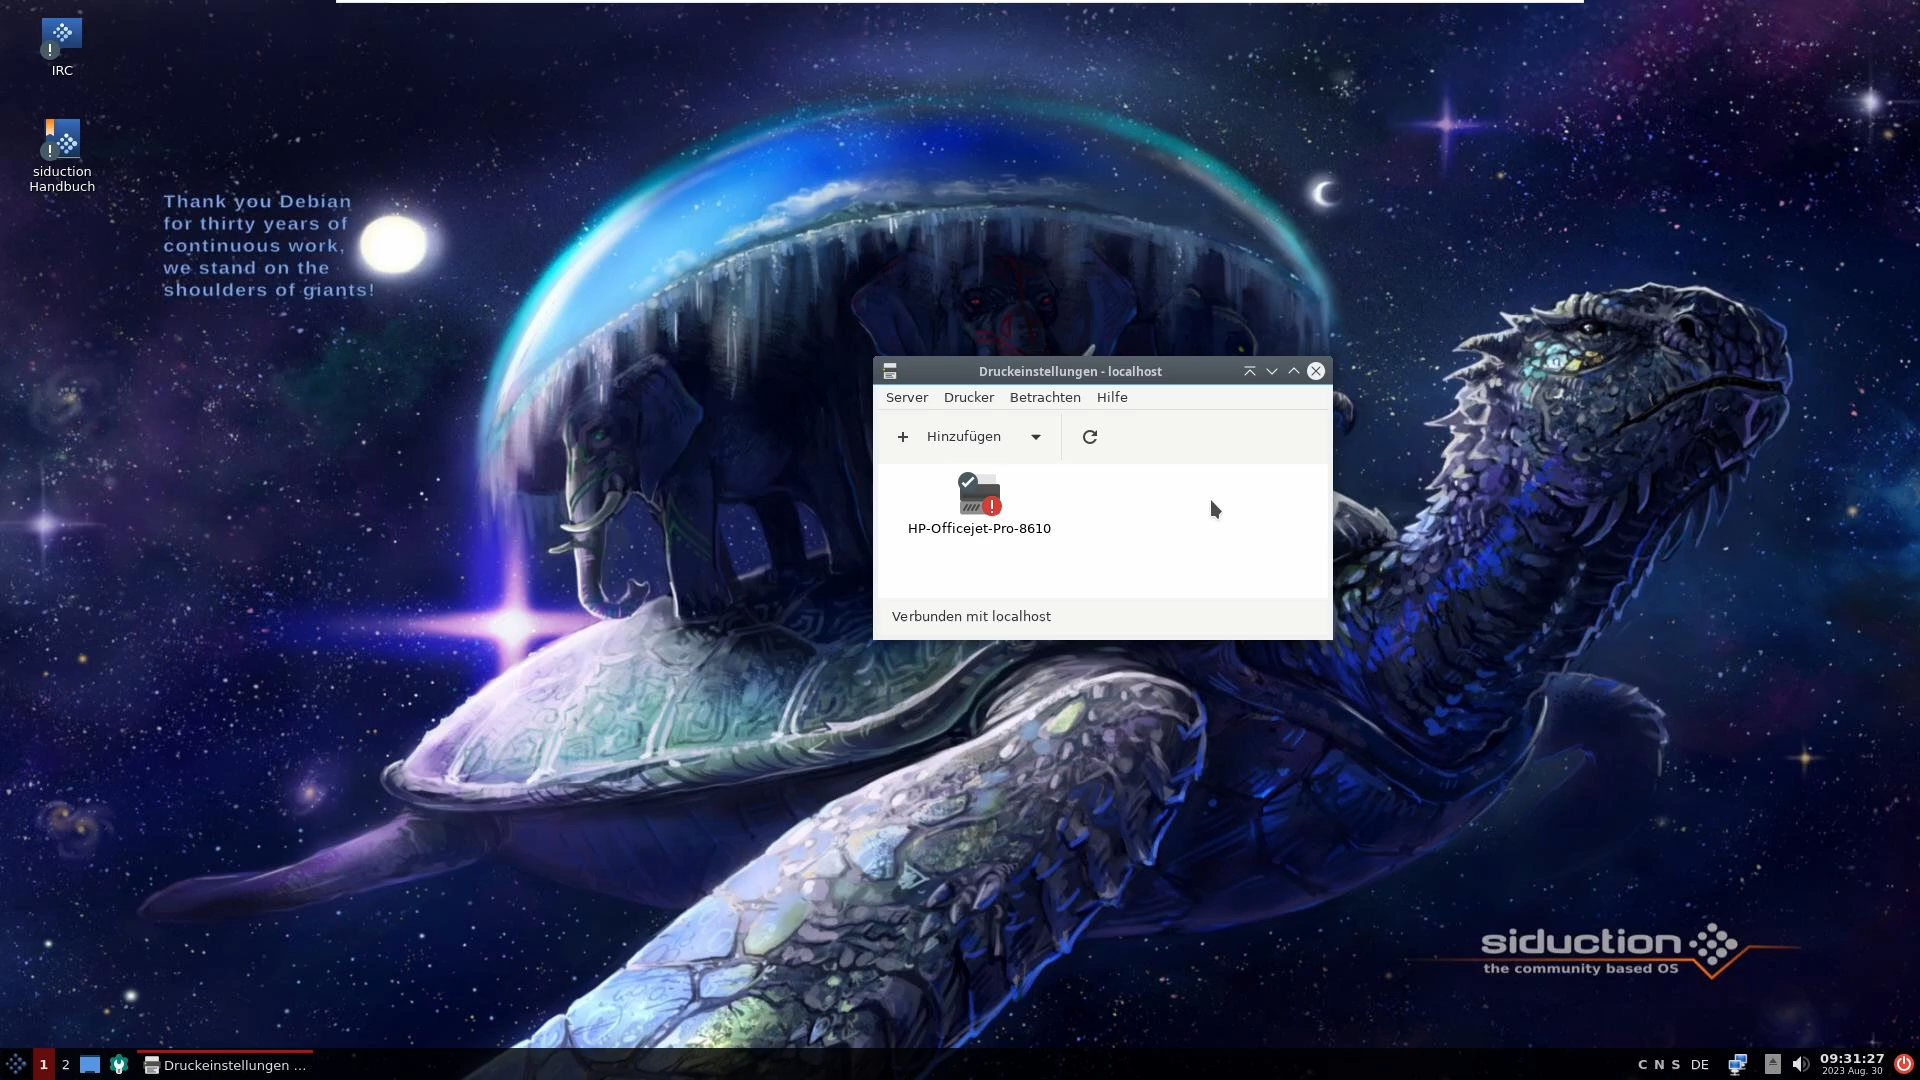 IRC
siduction
Handbuch
Thank you Debian
for thirty years of
continuous work,
we stand on the
shoulders of giants!
Druckeinstellungen - localhost
Server Drucker Betrachten Hilfe
+ Hinzufügen
HP-Officejet-Pro-8610
Verbunden mit localhost
siduction
the community based OS
1 2 Druckeinstellungen ... C N S DE 09:31:27
2023 Aug. 30